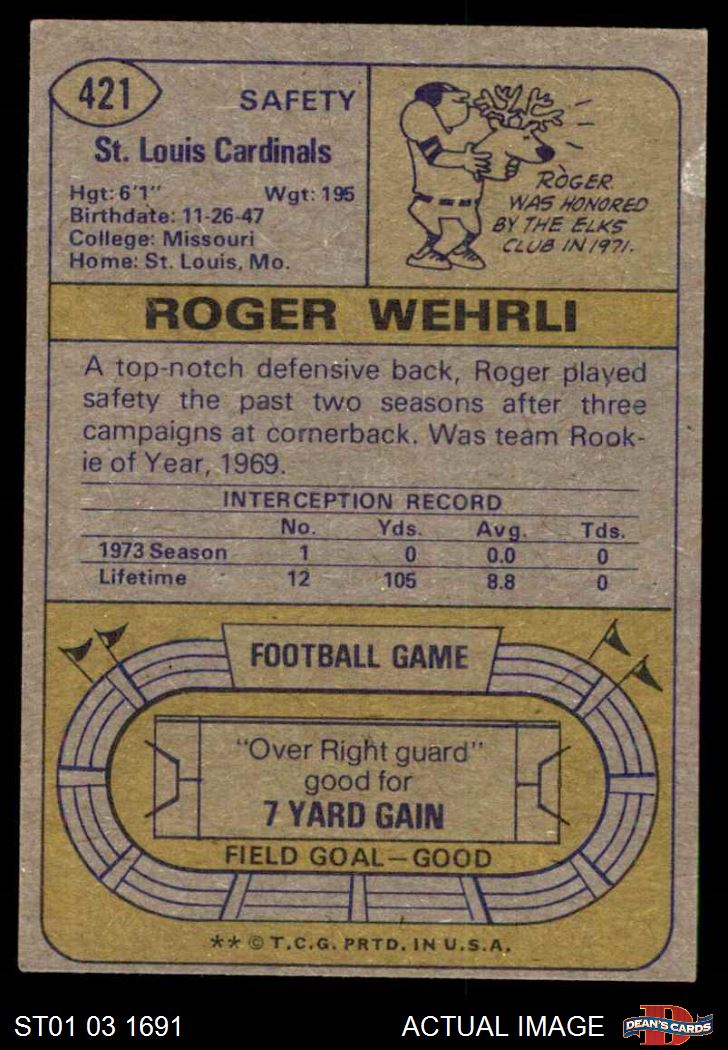 421
SAFETY
St. Louis Cardinals
Hgt: 6'1" Wgt: 195
Birthdate: 11-26-47
College: Missouri
Home: St. Louis, Mo.
ROGER
WAS HONORED
BY THE ELKS
CLUB IN 1971.
ROGER WEHRLI
A top-notch defensive back, Roger played
safety the past two seasons after three
campaigns at cornerback. Was team Rook-
ie of Year, 1969.
INTERCEPTION RECORD
No. Yds. Avg. Tds.
1973 Season 1 0 0.0 0
Lifetime 12 105 8.8 0
FOOTBALL GAME
"Over Right guard"
good for
7 YARD GAIN
FIELD GOAL—GOOD
** © T.C.G. PRTD. IN U.S.A.
ST01 03 1691 ACTUAL IMAGE
D
DEAN'S CARDS